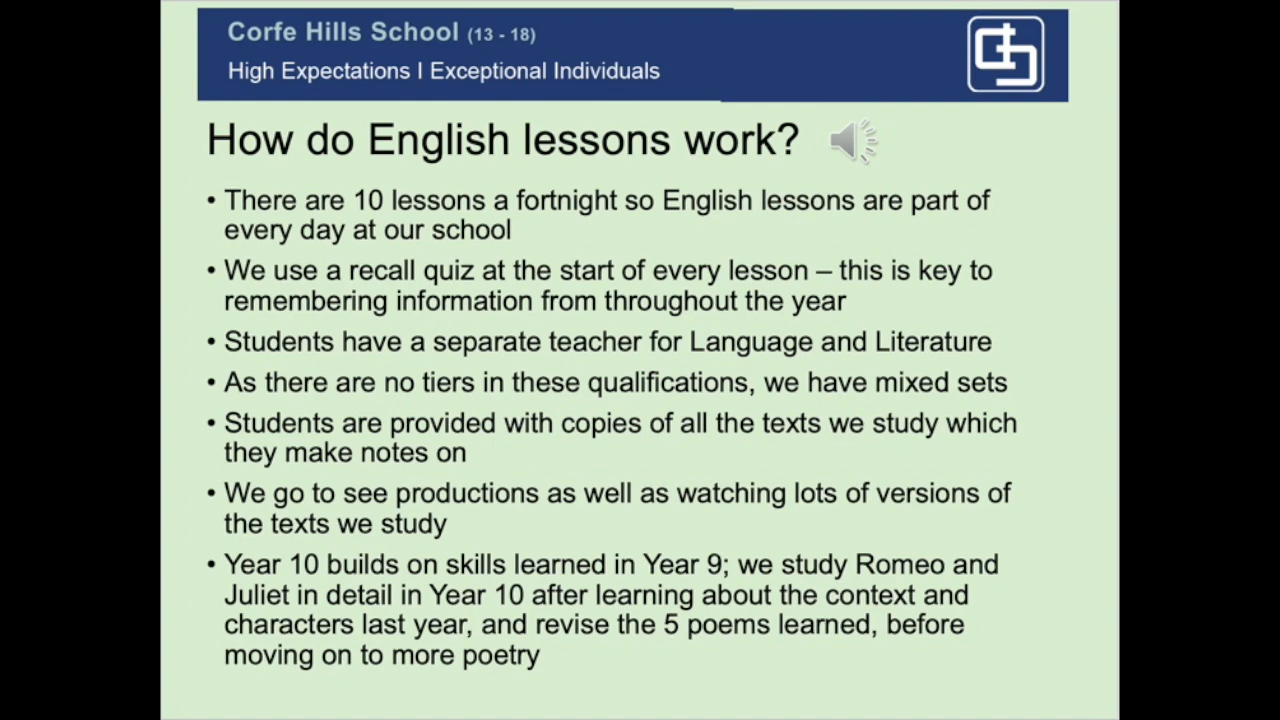 Corfe Hills School (13 - 18)
High Expectations I Exceptional Individuals
How do English lessons work?
• There are 10 lessons a fortnight so English lessons are part of
every day at our school
• We use a recall quiz at the start of every lesson – this is key to
remembering information from throughout the year
• Students have a separate teacher for Language and Literature
• As there are no tiers in these qualifications, we have mixed sets
• Students are provided with copies of all the texts we study which
they make notes on
• We go to see productions as well as watching lots of versions of
the texts we study
• Year 10 builds on skills learned in Year 9; we study Romeo and
Juliet in detail in Year 10 after learning about the context and
characters last year, and revise the 5 poems learned, before
moving on to more poetry